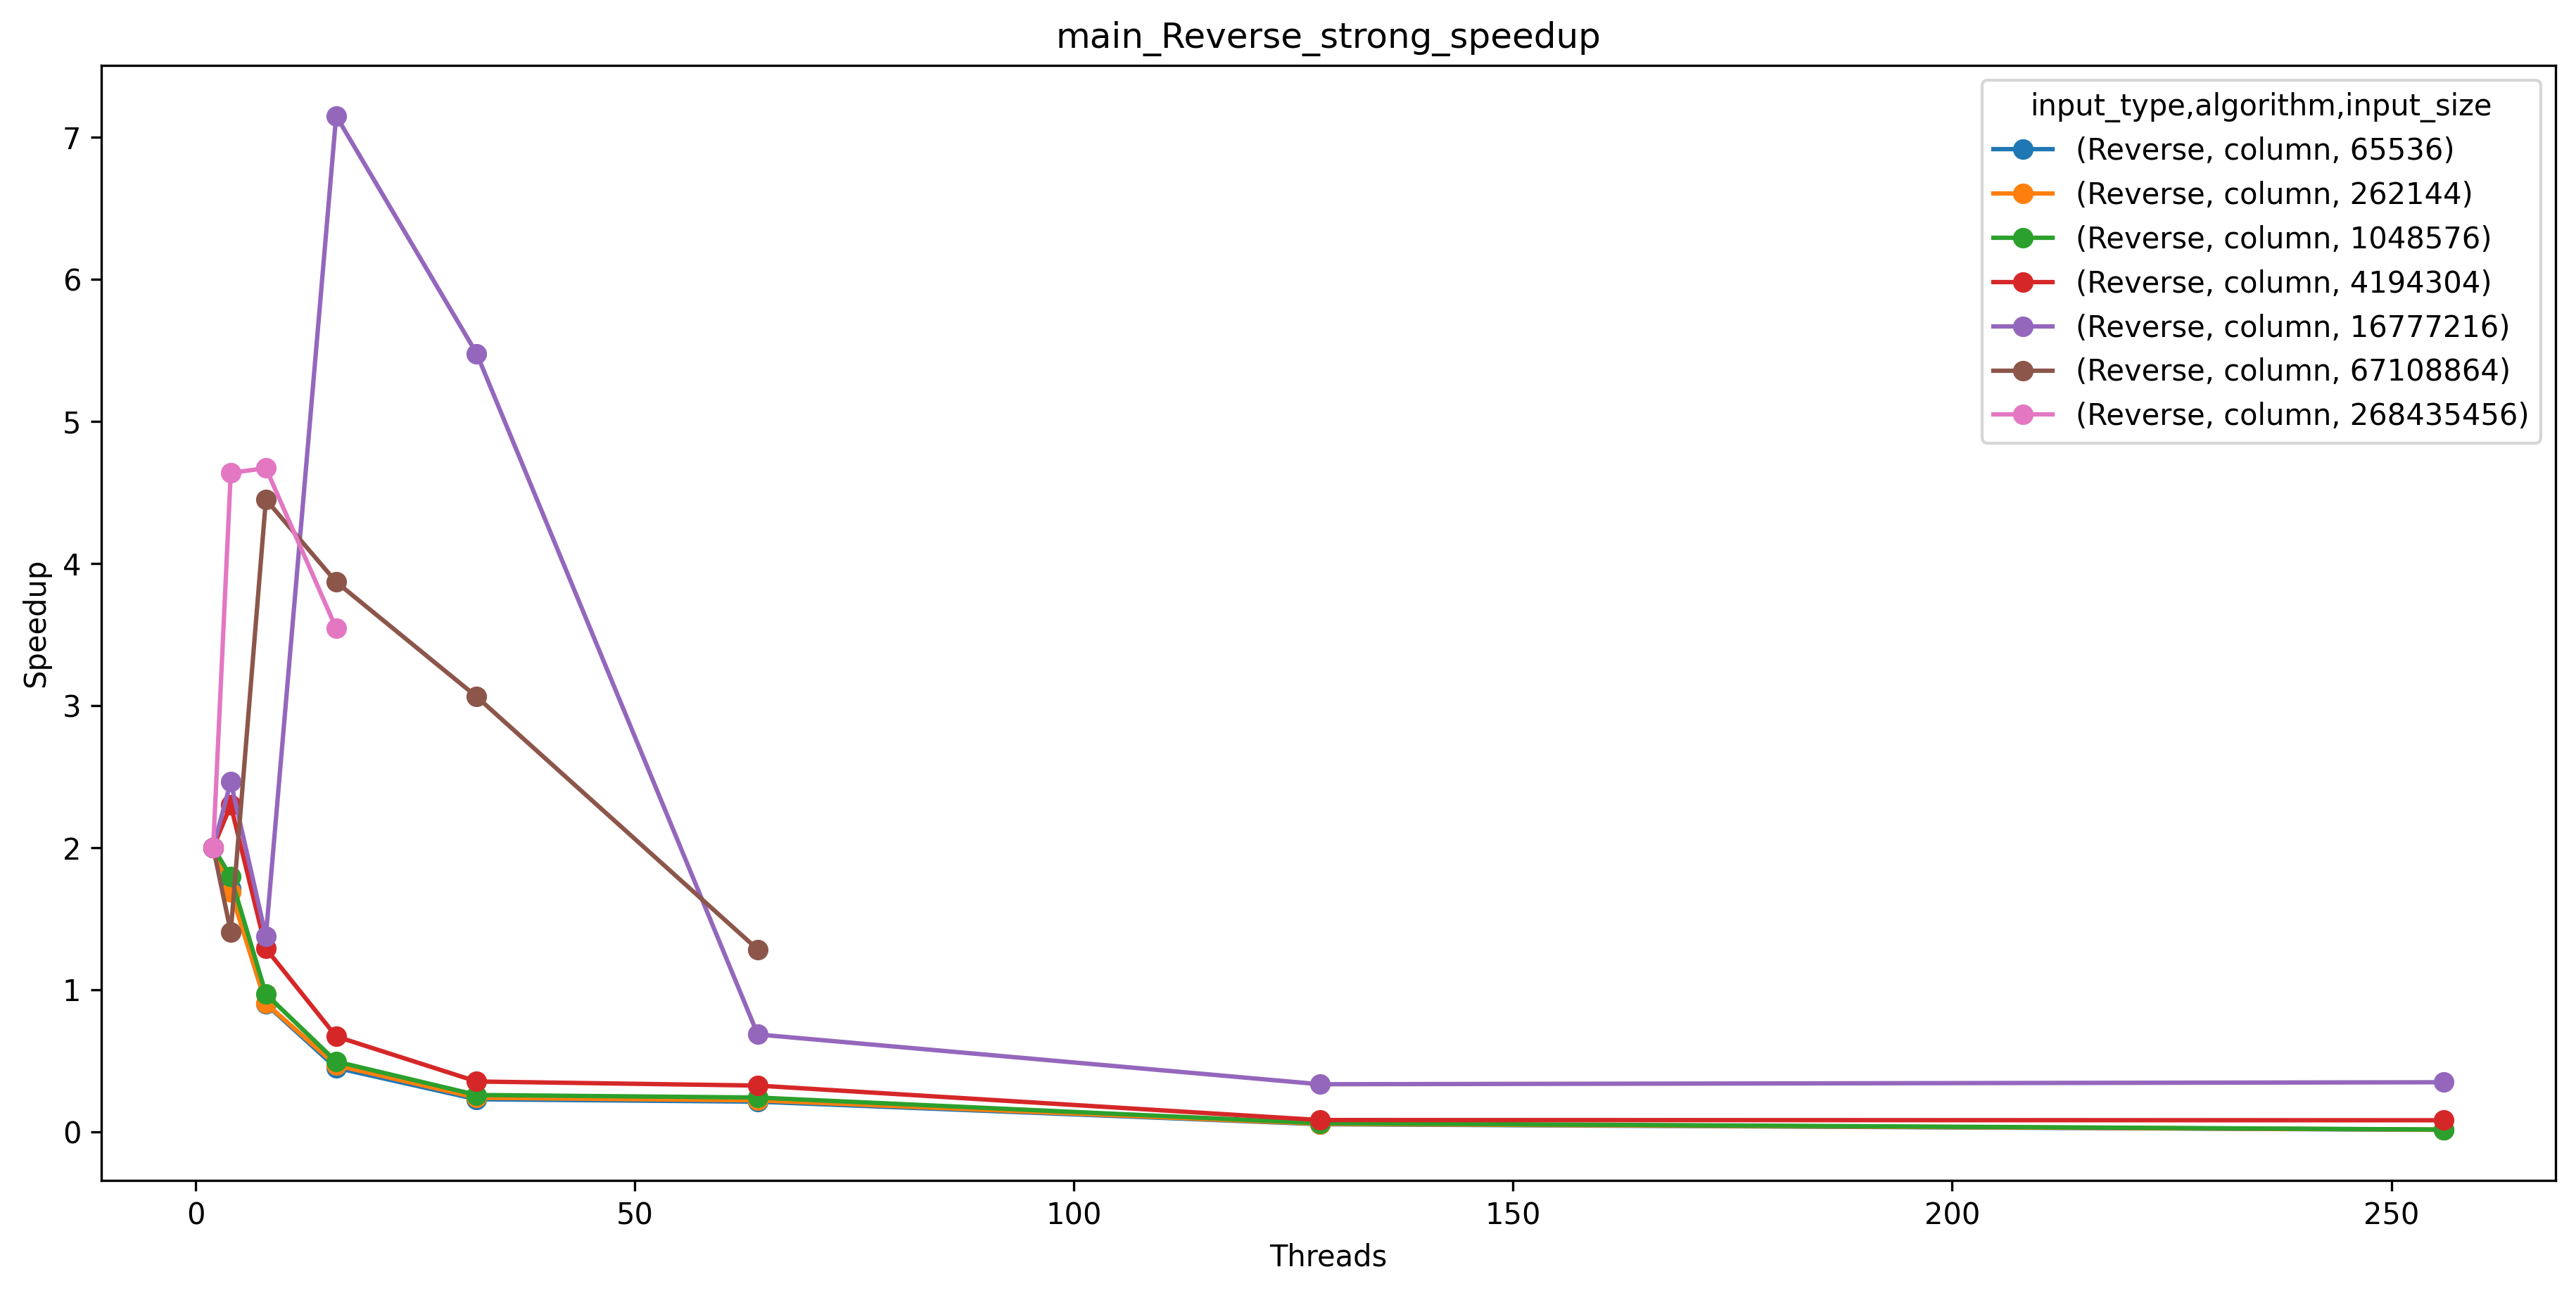 main_Reverse_strong_speedup
input_type,algorithm,input_size
(Reverse, column, 65536)
(Reverse, column, 262144)
(Reverse, column, 1048576)
(Reverse, column, 4194304)
(Reverse, column, 16777216)
(Reverse, column, 67108864)
(Reverse, column, 268435456)
Speedup
7
6
5
4
3
2
1
0
0 50 100 150 200 250
Threads